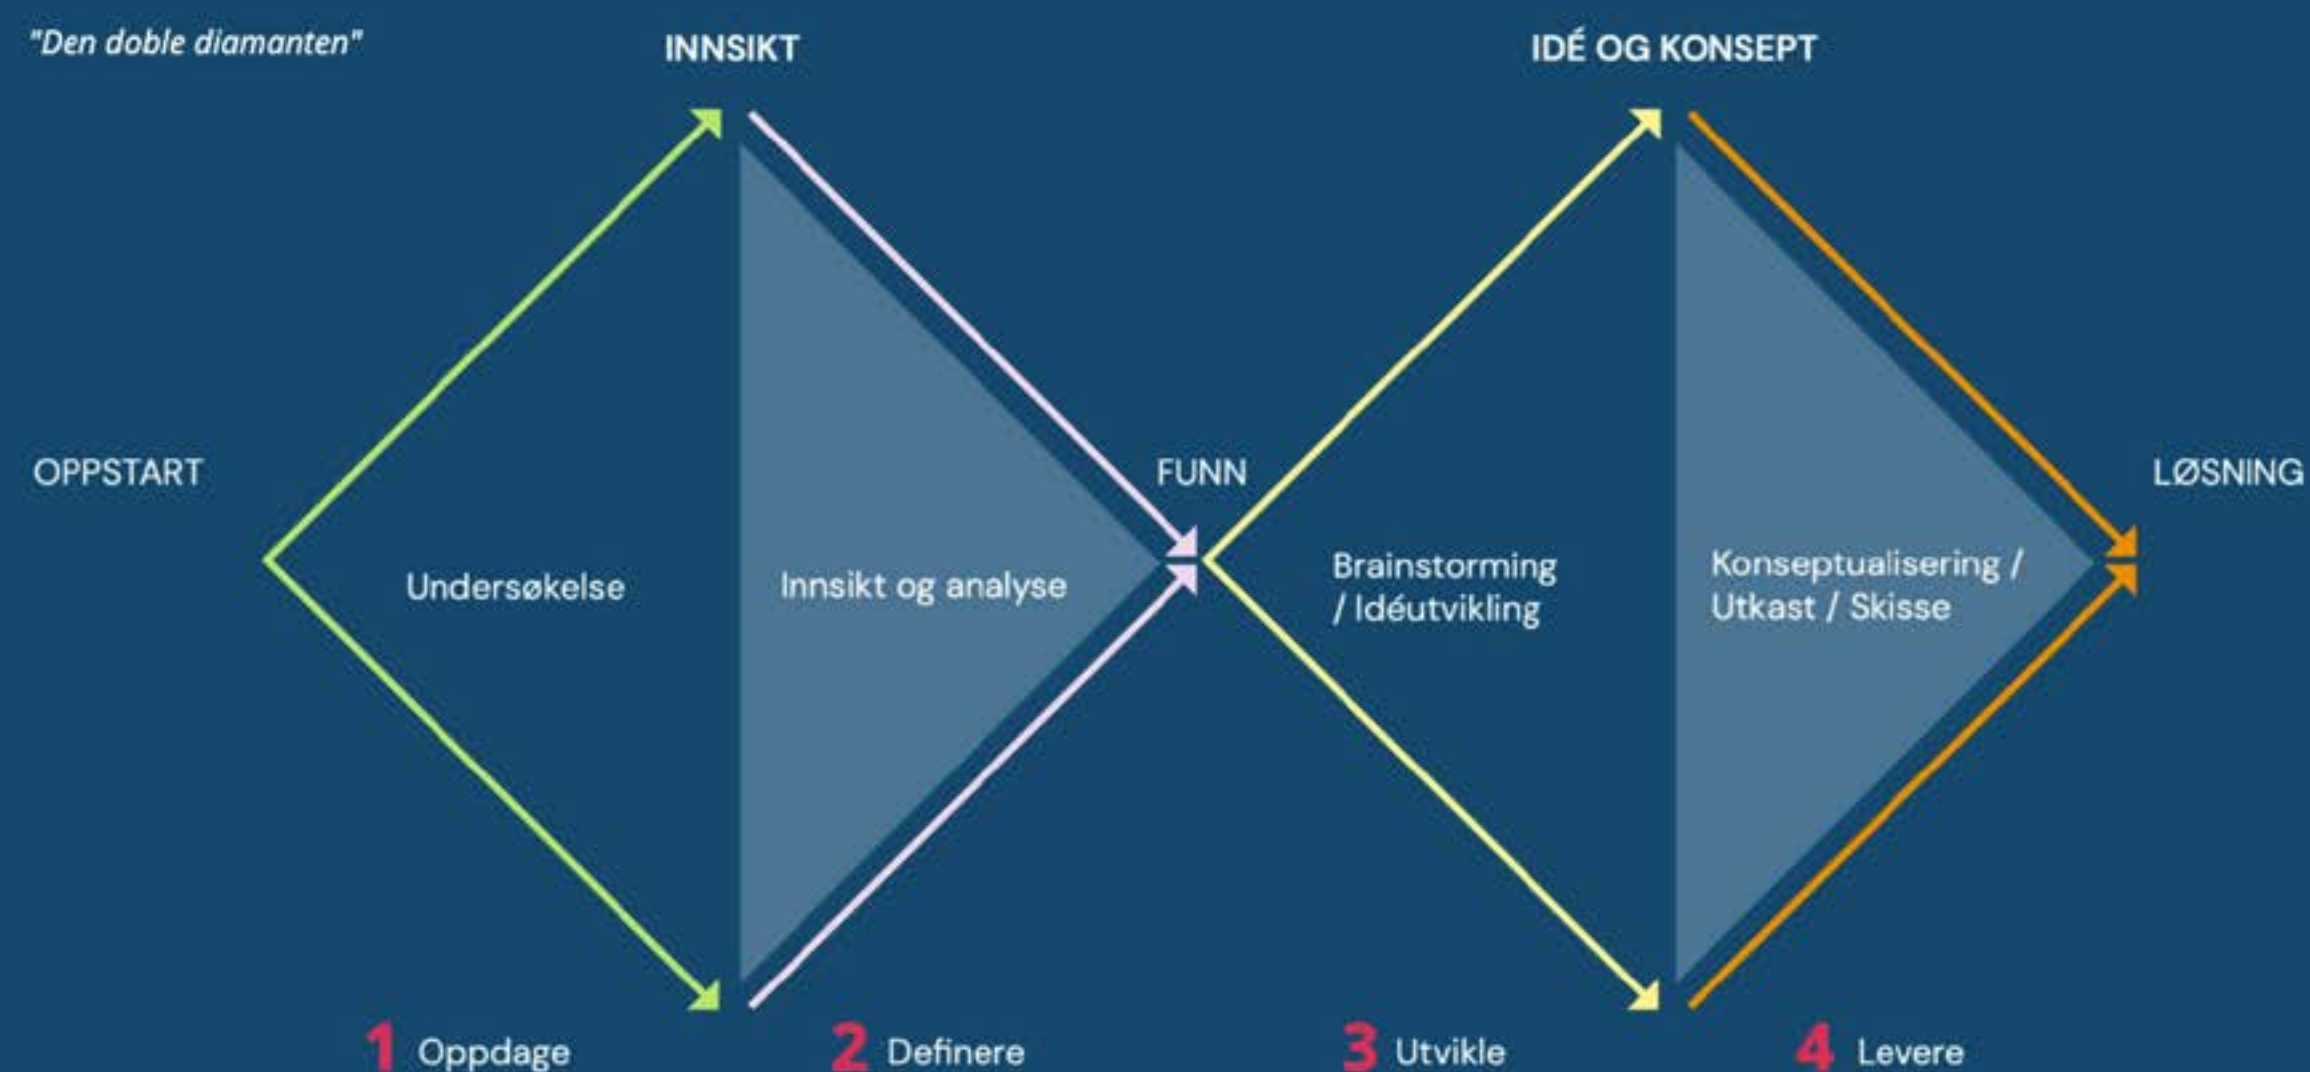 "Den doble diamanten"
INNSIKT
IDÉ OG KONSEPT
OPPSTART
FUNN
LØSNING
Undersøkelse
Innsikt og analyse
Brainstorming
/ Idéutvikling
Konseptualisering /
Utkast / Skisse
1 Oppdage
2 Definere
3 Utvikle
4 Levere